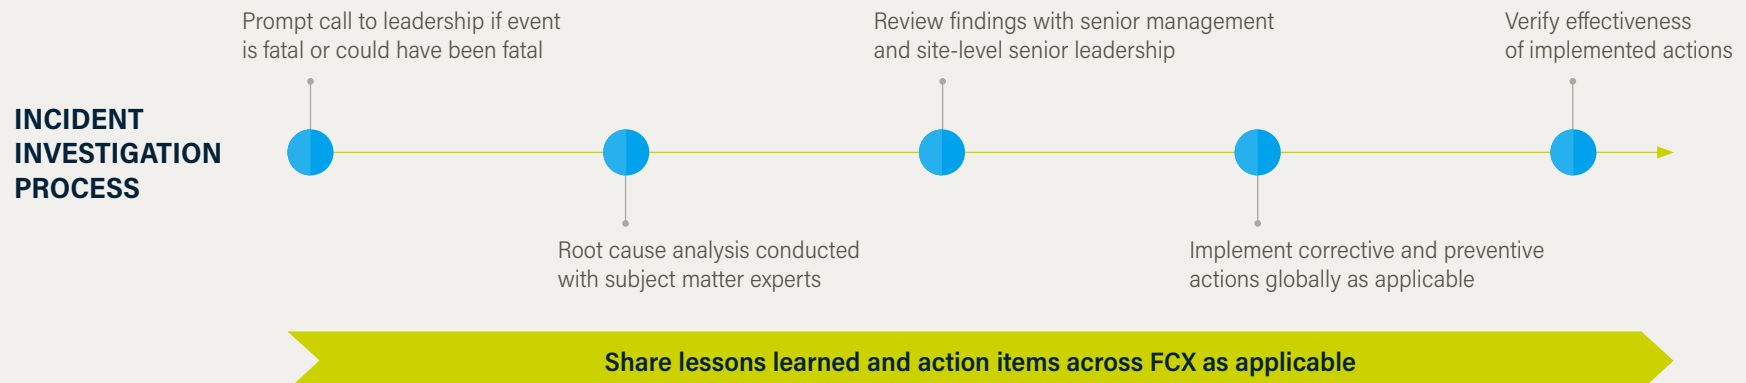 INCIDENT
INVESTIGATION
PROCESS
Prompt call to leadership if event
is fatal or could have been fatal
Root cause analysis conducted
with subject matter experts
Review findings with senior management
and site-level senior leadership
Implement corrective and preventive
actions globally as applicable
Verify effectiveness
of implemented actions
Share lessons learned and action items across FCX as applicable